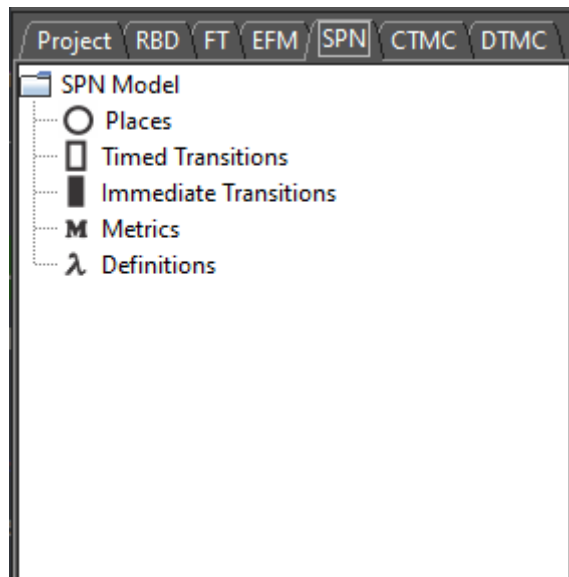 Project RBD FT EFM SPN CTMC DTMC
SPN Model
Places
Timed Transitions
Immediate Transitions
M Metrics
λ Definitions